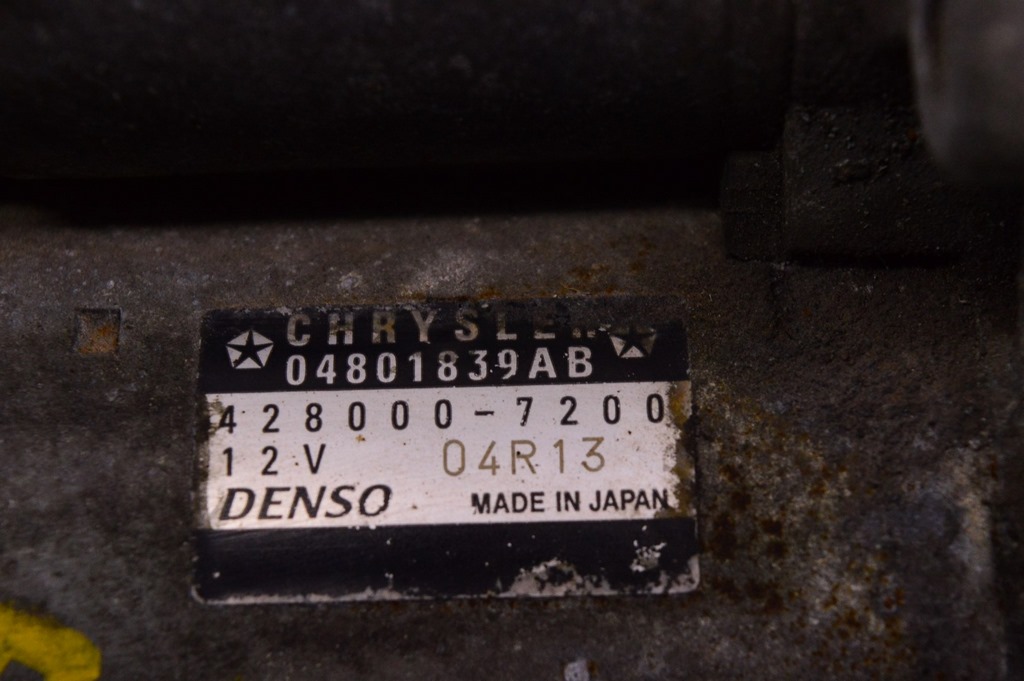 CHRYSLER
04801839AB
428000-7200
12V 04R13
DENSO MADE IN JAPAN